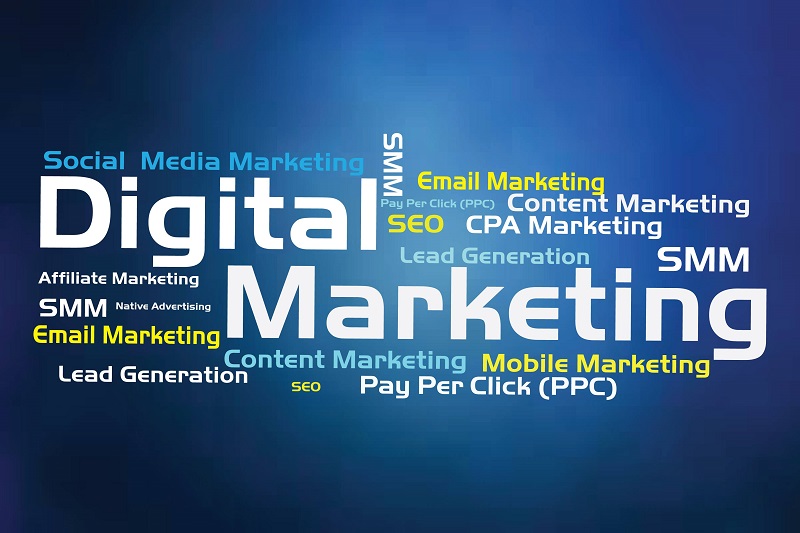 Social Media Marketing
SMM
Email Marketing
Digital
Pay Per Click (PPC)
Content Marketing
SEO
CPA Marketing
Lead Generation
SMM
Affiliate Marketing
Marketing
SMM
Native Advertising
Email Marketing
Content Marketing
Mobile Marketing
Lead Generation
SEO
Pay Per Click (PPC)